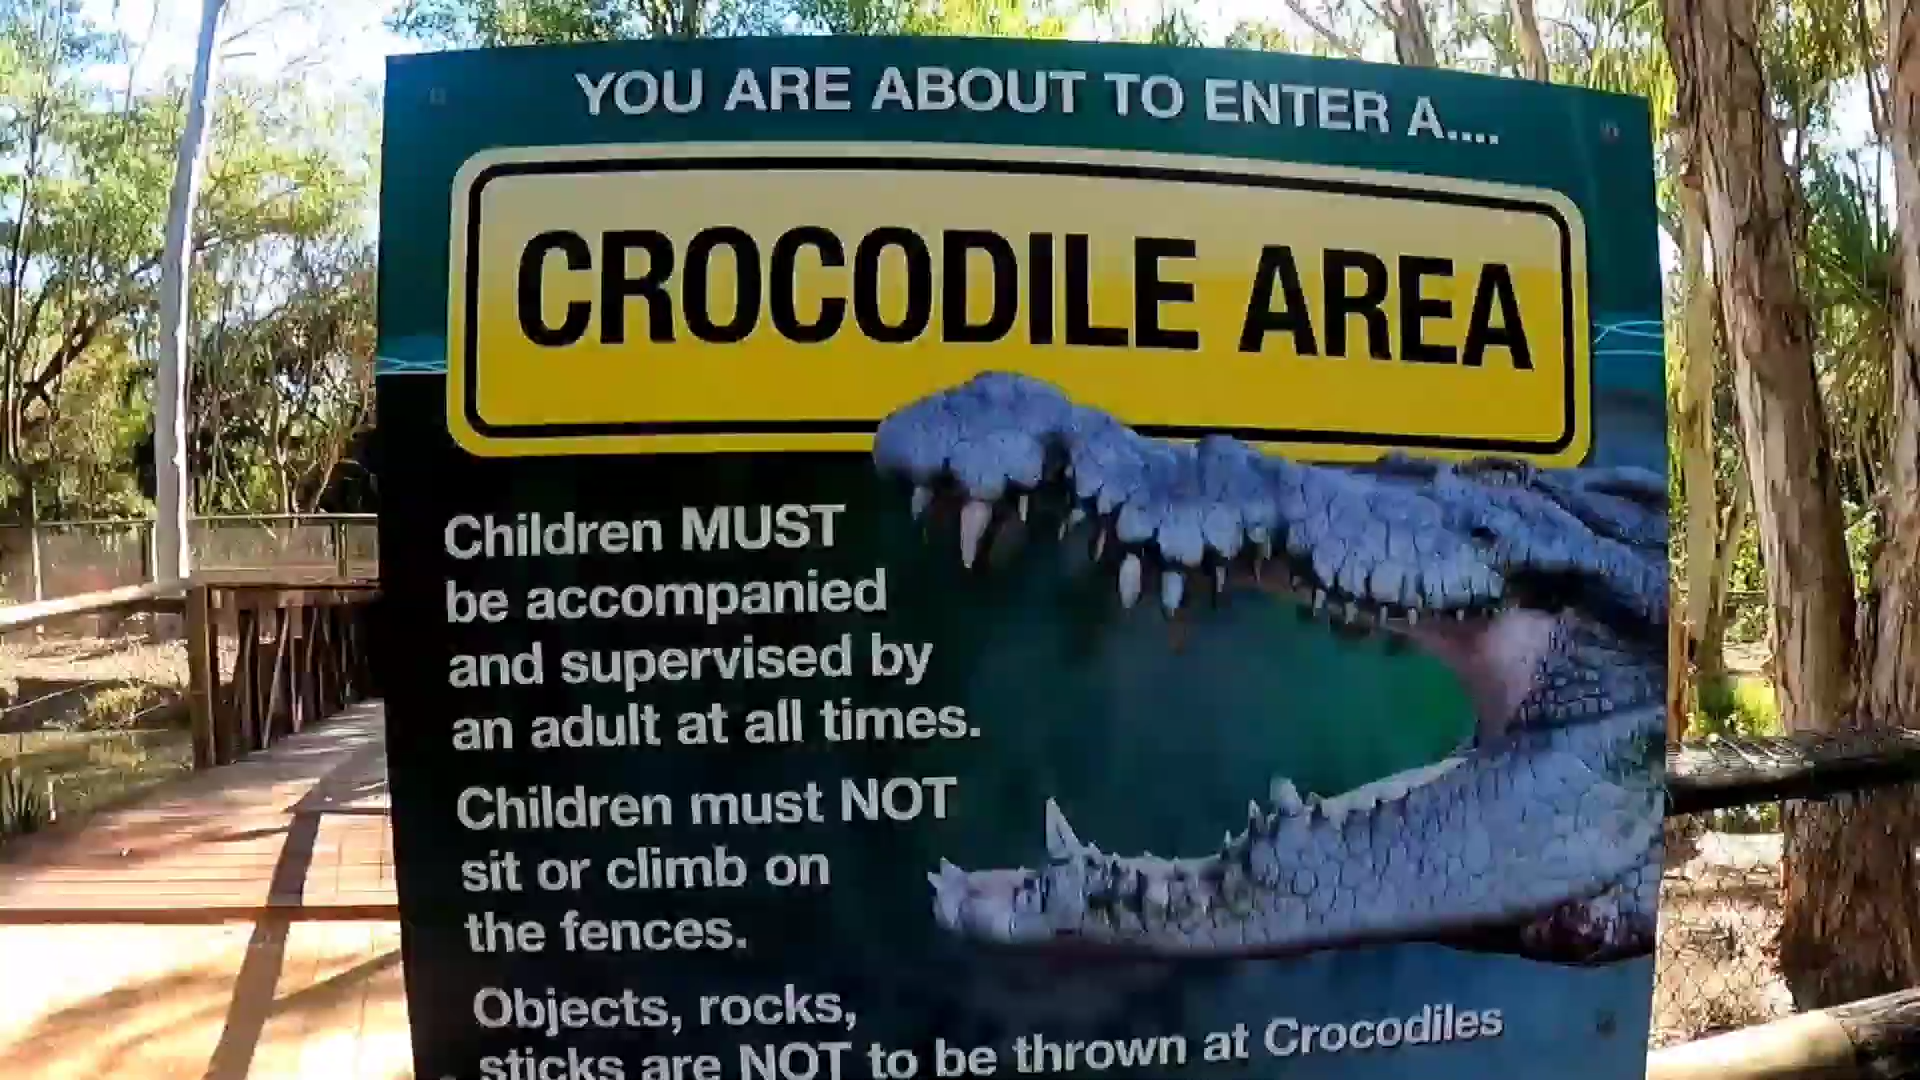 YOU ARE ABOUT TO ENTER A....
CROCODILE AREA
Children MUST
be accompanied
and supervised by
an adult at all times.
Children must NOT
sit or climb on
the fences.
Objects, rocks,
sticks are NOT to be thrown at Crocodiles